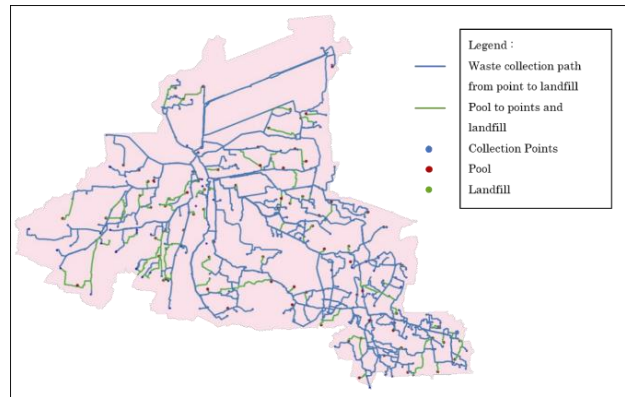 Legend :
Waste collection path
from point to landfill
Pool to points and
landfill
Collection Points
Pool
Landfill